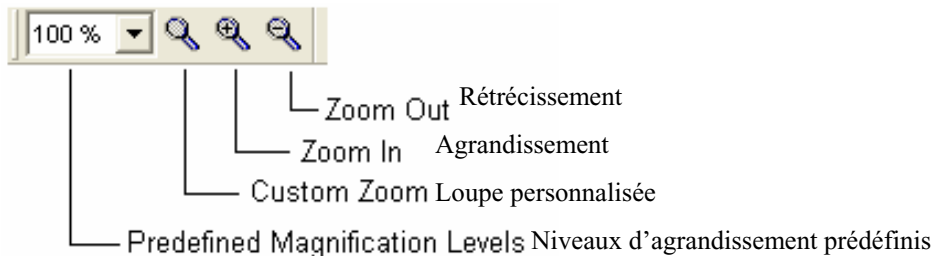 100 %
Zoom Out Rétrécissement
Zoom In Agrandissement
Custom Zoom Loupe personnalisée
Predefined Magnification Levels Niveaux d’agrandissement prédéfinis